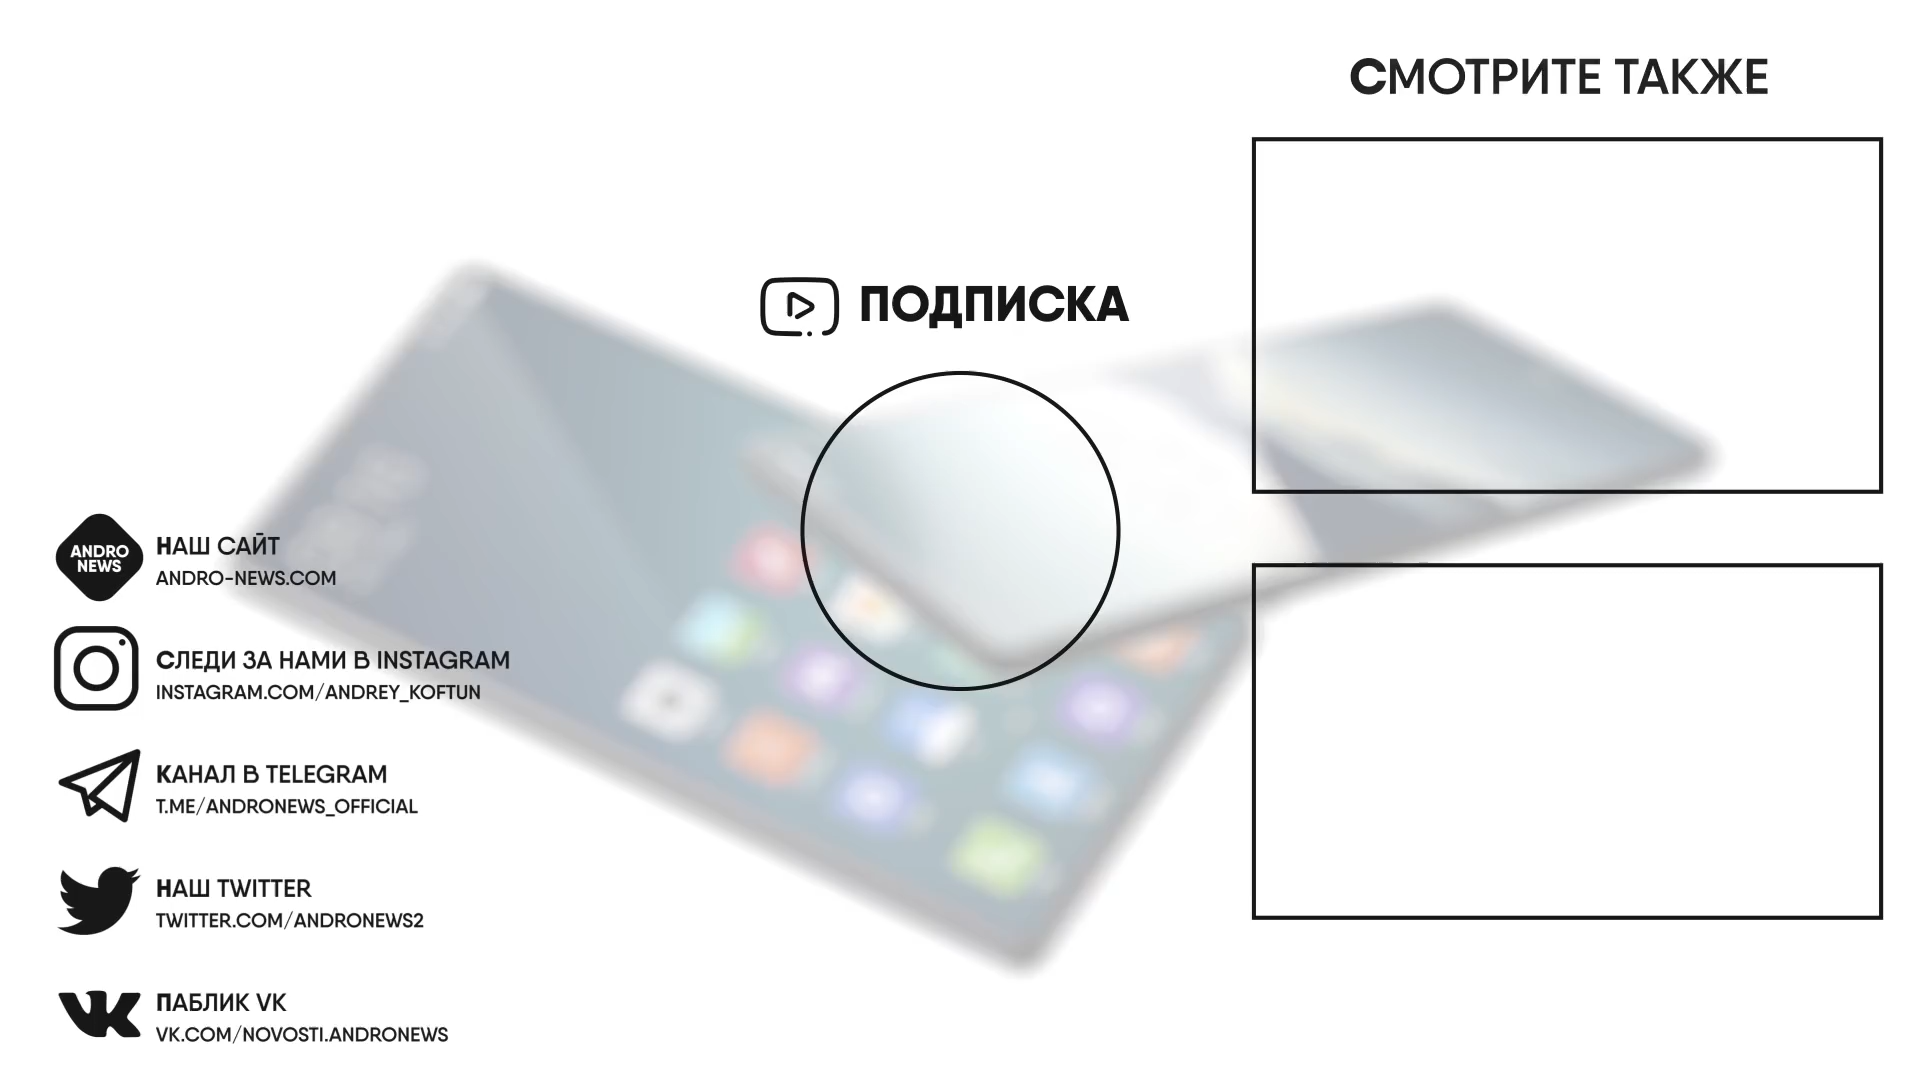 СМОТРИТЕ ТАКЖЕ
ПОДПИСКА
ANDRO
NEWS
НАШ САЙТ
ANDRO-NEWS.COM
СЛЕДИ ЗА НАМИ В INSTAGRAM
INSTAGRAM.COM/ANDREY_KOFTUN
КАНАЛ В TELEGRAM
T.ME/ANDRONEWS_OFFICIAL
НАШ TWITTER
TWITTER.COM/ANDRONEWS2
ПАБЛИК VK
VK.COM/NOVOSTI.ANDRONEWS